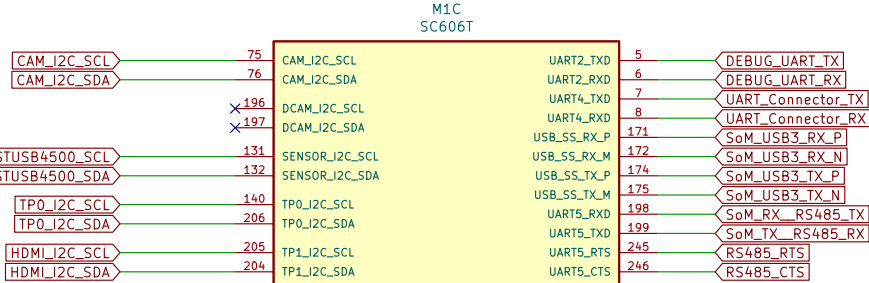 M1C
SC606T
CAM_I2C_SCL 75 CAM_I2C_SCL UART2_TXD 5 DEBUG_UART_TX
CAM_I2C_SDA 76 CAM_I2C_SDA UART2_RXD 6 DEBUG_UART_RX
UART4_TXD 7 UART_Connector_TX
196 DCAM_I2C_SCL UART4_RXD 8 UART_Connector_RX
197 DCAM_I2C_SDA USB_SS_RX_P 171 SoM_USB3_RX_P
STUSB4500_SCL 131 SENSOR_I2C_SCL USB_SS_RX_M 172 SoM_USB3_RX_N
STUSB4500_SDA 132 SENSOR_I2C_SDA USB_SS_TX_P 174 SoM_USB3_TX_P
USB_SS_TX_M 175 SoM_USB3_TX_N
TP0_I2C_SCL 140 TP0_I2C_SCL UART5_RXD 198 SoM_RX__RS485_TX
TP0_I2C_SDA 206 TP0_I2C_SDA UART5_TXD 199 SoM_TX__RS485_RX
HDMI_I2C_SCL 205 TP1_I2C_SCL UART5_RTS 245 RS485_RTS
HDMI_I2C_SDA 204 TP1_I2C_SDA UART5_CTS 246 RS485_CTS